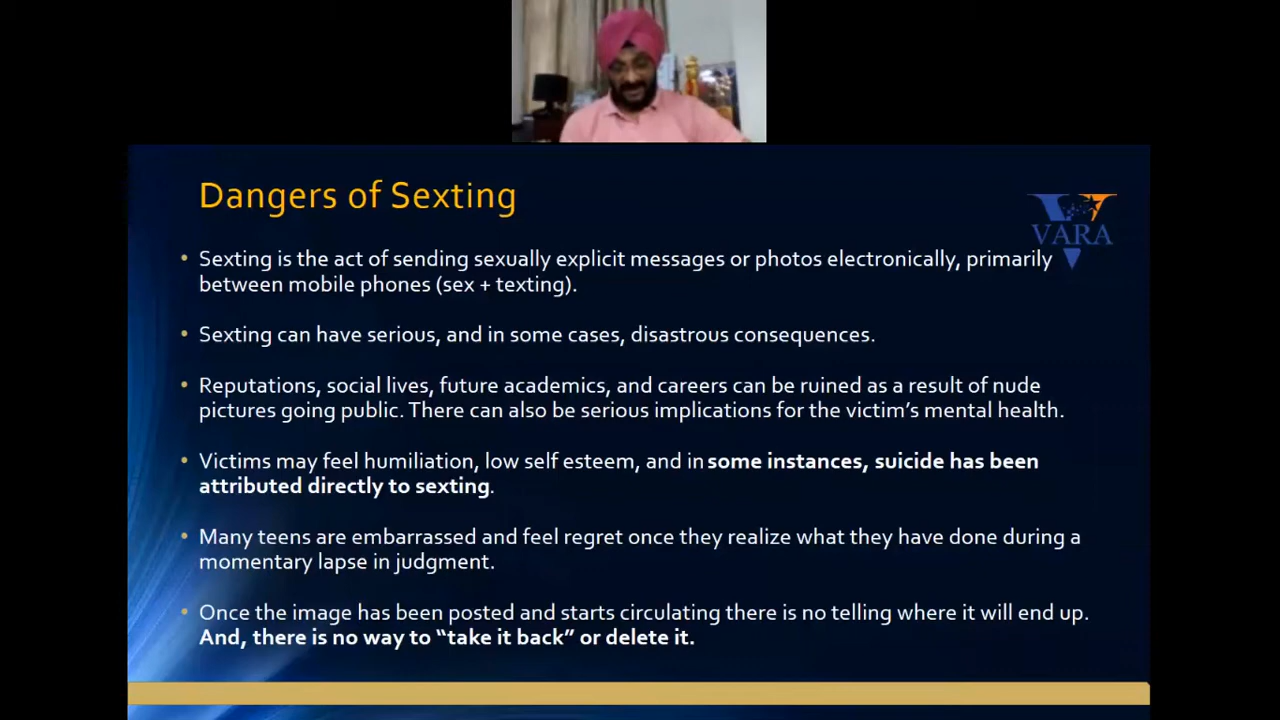 Dangers of Sexting
VARA
• Sexting is the act of sending sexually explicit messages or photos electronically, primarily
between mobile phones (sex + texting).
• Sexting can have serious, and in some cases, disastrous consequences.
• Reputations, social lives, future academics, and careers can be ruined as a result of nude
pictures going public. There can also be serious implications for the victim's mental health.
• Victims may feel humiliation, low self esteem, and in some instances, suicide has been
attributed directly to sexting.
• Many teens are embarrassed and feel regret once they realize what they have done during a
momentary lapse in judgment.
• Once the image has been posted and starts circulating there is no telling where it will end up.
And, there is no way to “take it back” or delete it.